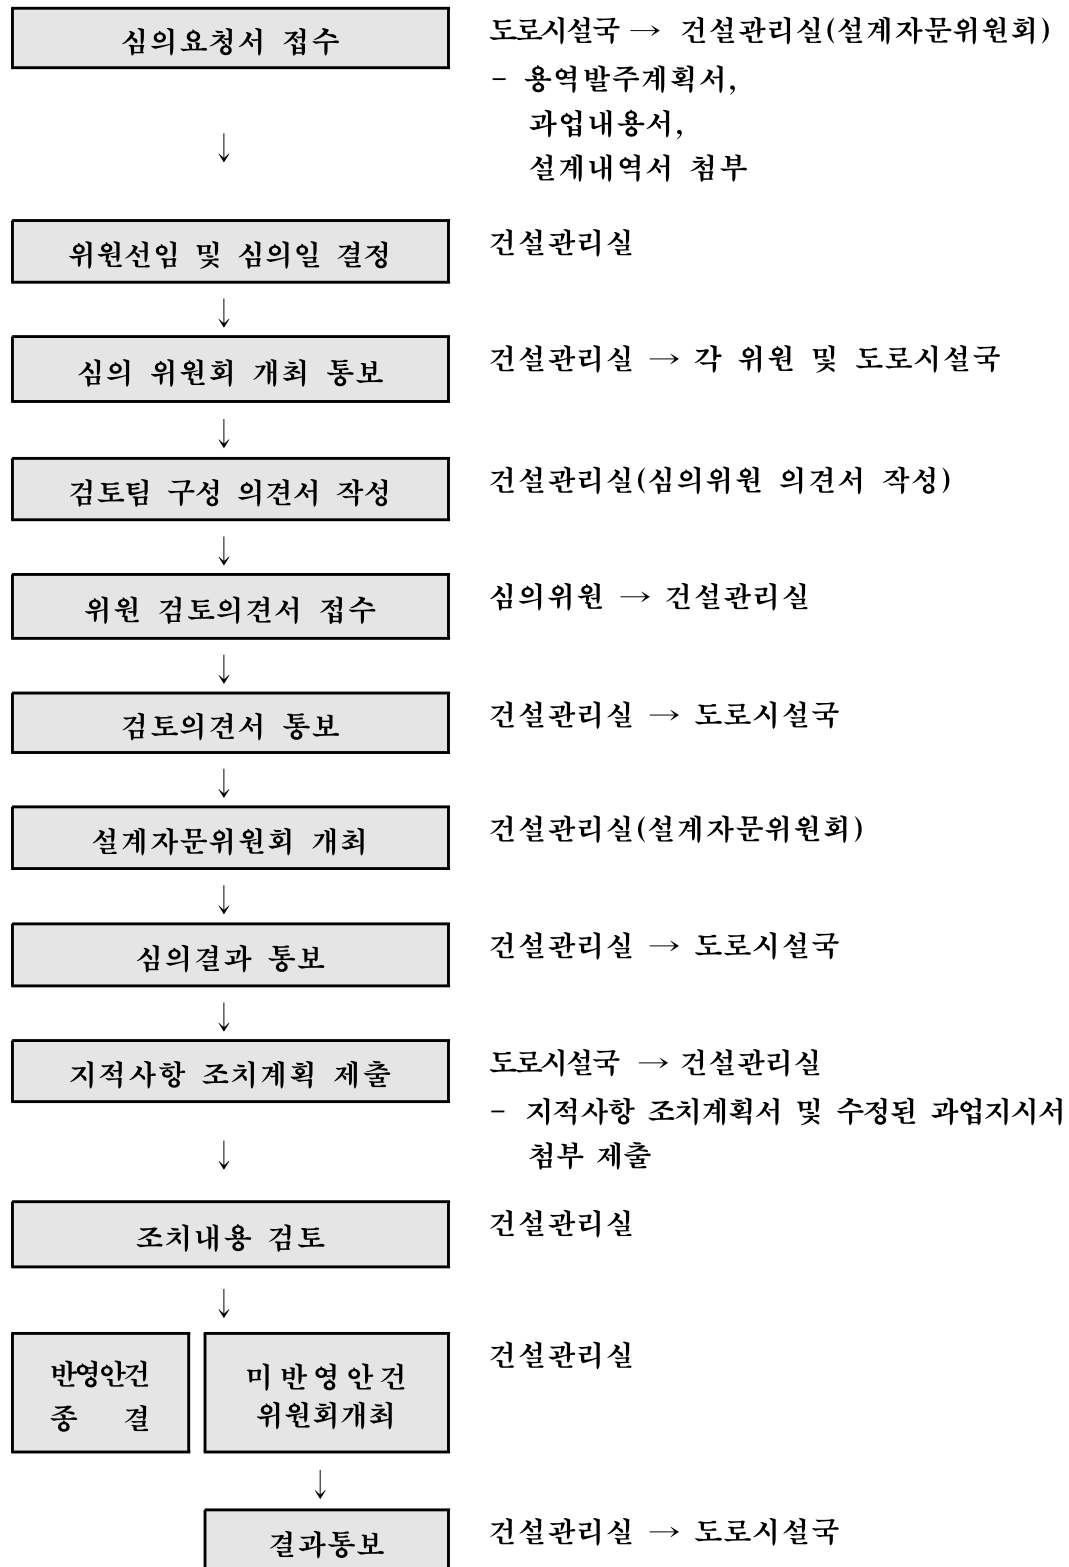 심의요청서 접수
도로시설국 → 건설관리실(설계자문위원회)
- 용역발주계획서,
과업내용서,
설계내역서 첨부
↓
위원선임 및 심의일 결정
건설관리실
↓
심의 위원회 개최 통보
건설관리실 → 각 위원 및 도로시설국
↓
검토팀 구성 의견서 작성
건설관리실(심의위원 의견서 작성)
↓
위원 검토의견서 접수
심의위원 → 건설관리실
↓
검토의견서 통보
건설관리실 → 도로시설국
↓
설계자문위원회 개최
건설관리실(설계자문위원회)
↓
심의결과 통보
건설관리실 → 도로시설국
↓
지적사항 조치계획 제출
도로시설국 → 건설관리실
- 지적사항 조치계획서 및 수정된 과업지시서
첨부 제출
↓
조치내용 검토
건설관리실
↓
반영안건
종 결
미반영안건
위원회개최
건설관리실
↓
결과통보
건설관리실 → 도로시설국